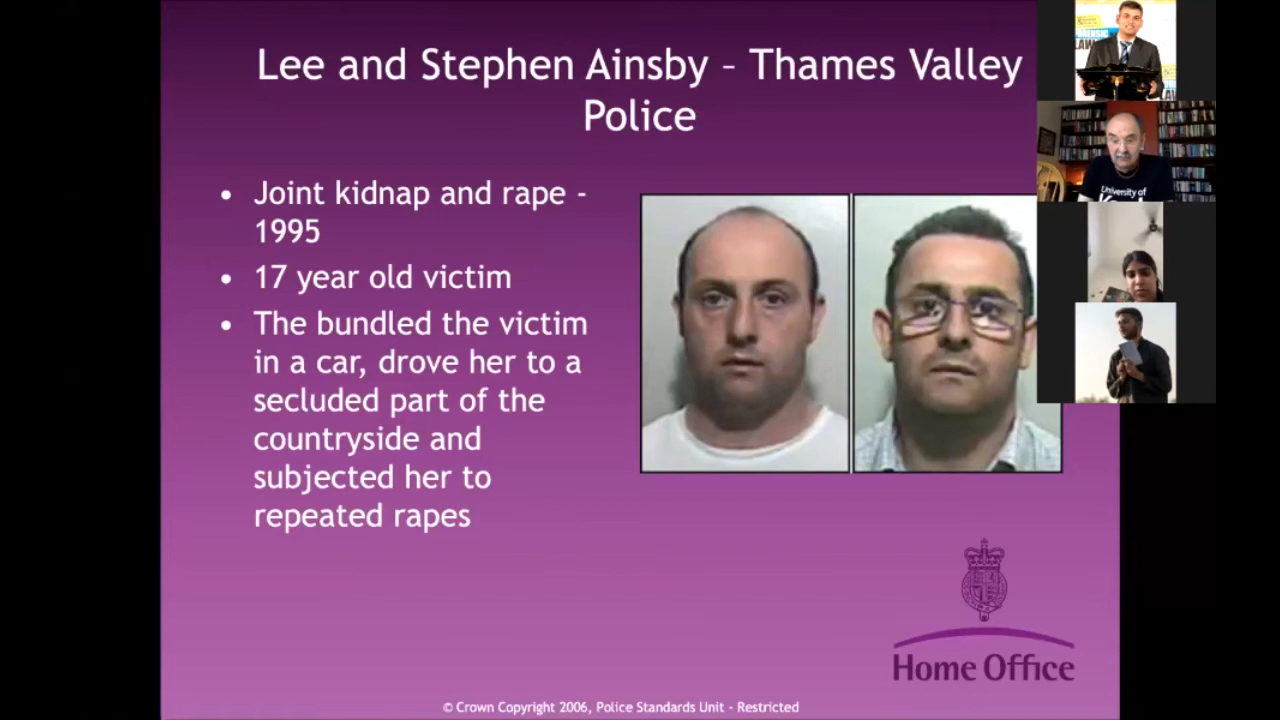 Lee and Stephen Ainsby – Thames Valley
Police
• Joint kidnap and rape -
1995
• 17 year old victim
• The bundled the victim
in a car, drove her to a
secluded part of the
countryside and
subjected her to
repeated rapes
University of
Home Office
© Crown Copyright 2006, Police Standards Unit - Restricted